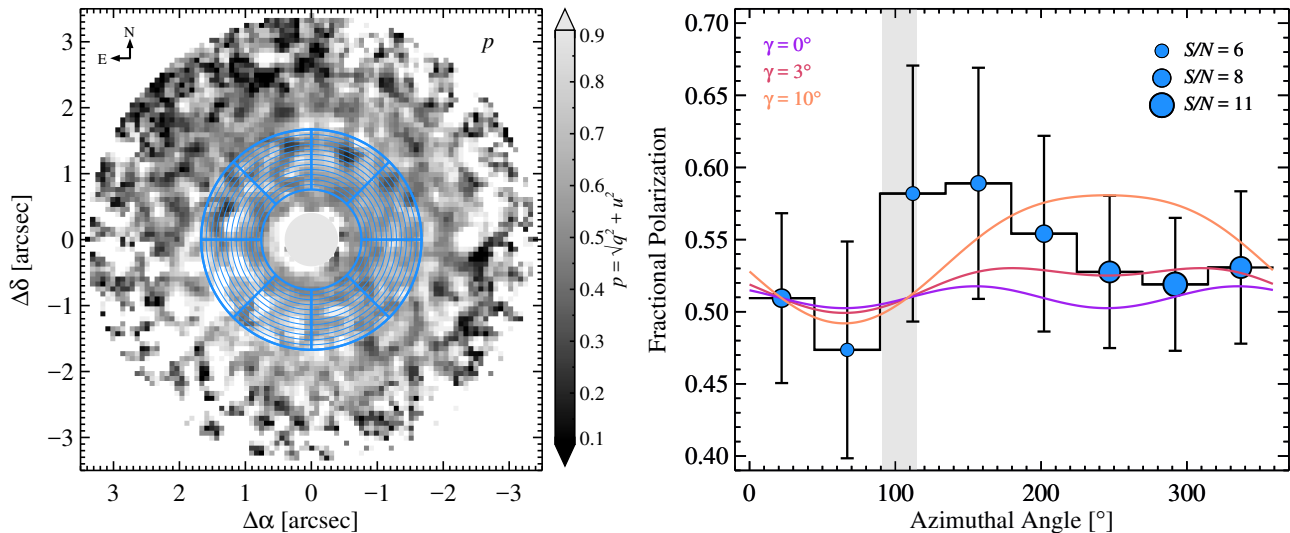 p
N
E
3
2
1
0
−1
−2
−3
Δδ [arcsec]
3 2 1 0 −1 −2 −3
Δα [arcsec]
0.9
0.8
0.7
0.6
0.5
0.4
0.3
0.2
0.1
p = √q² + u²
0.70
0.65
0.60
0.55
0.50
0.45
0.40
Fractional Polarization
γ = 0°
γ = 3°
γ = 10°
S/N = 6
S/N = 8
S/N = 11
0 100 200 300
Azimuthal Angle [°]